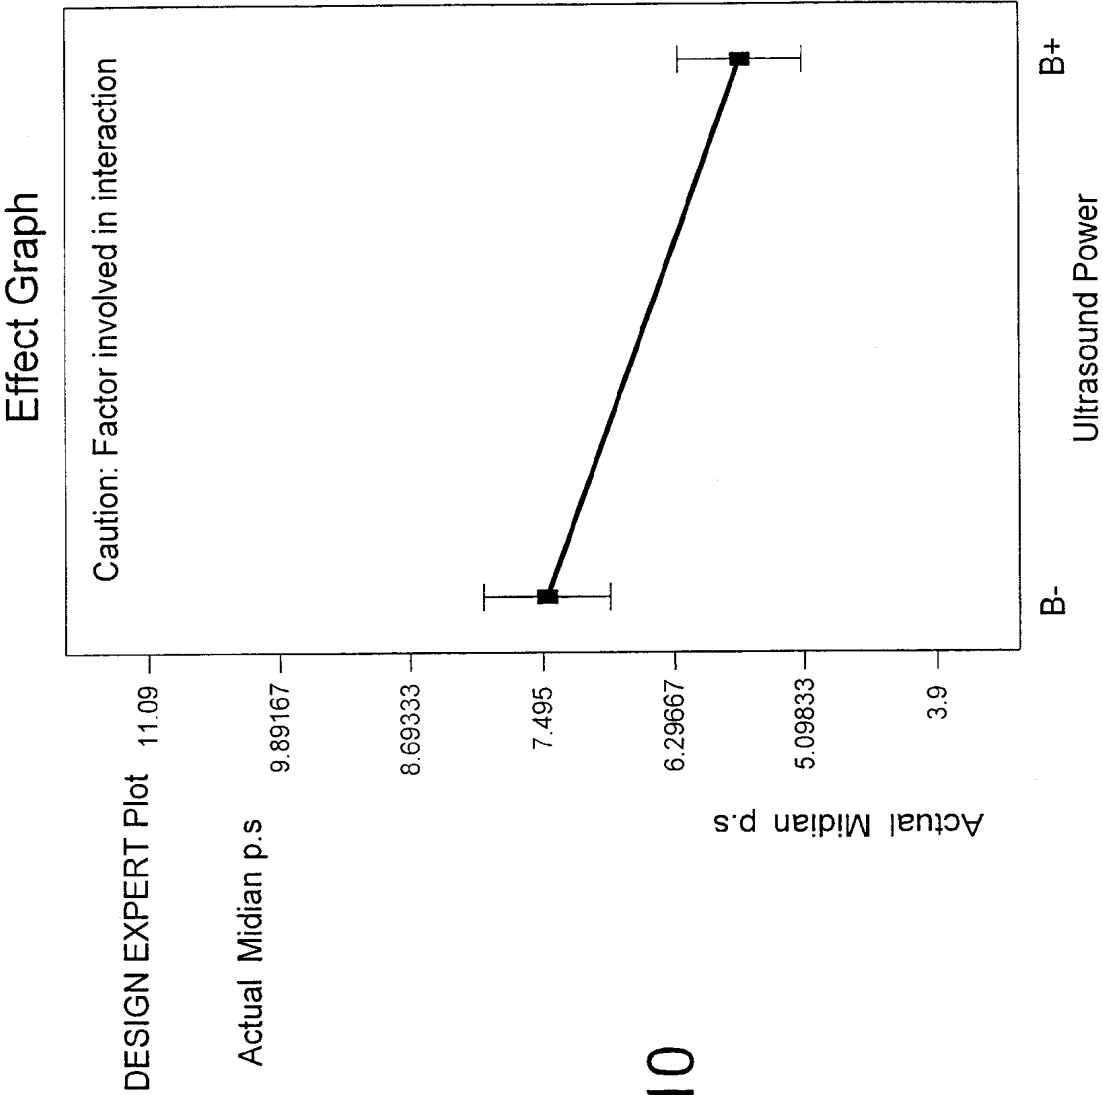 Effect Graph
DESIGN EXPERT Plot
Actual Midian p.s
Caution: Factor involved in interaction
11.09
9.89167
8.69333
7.495
6.29667
5.09833
3.9
Actual Midian p.s
B-
B+
Ultrasound Power
10